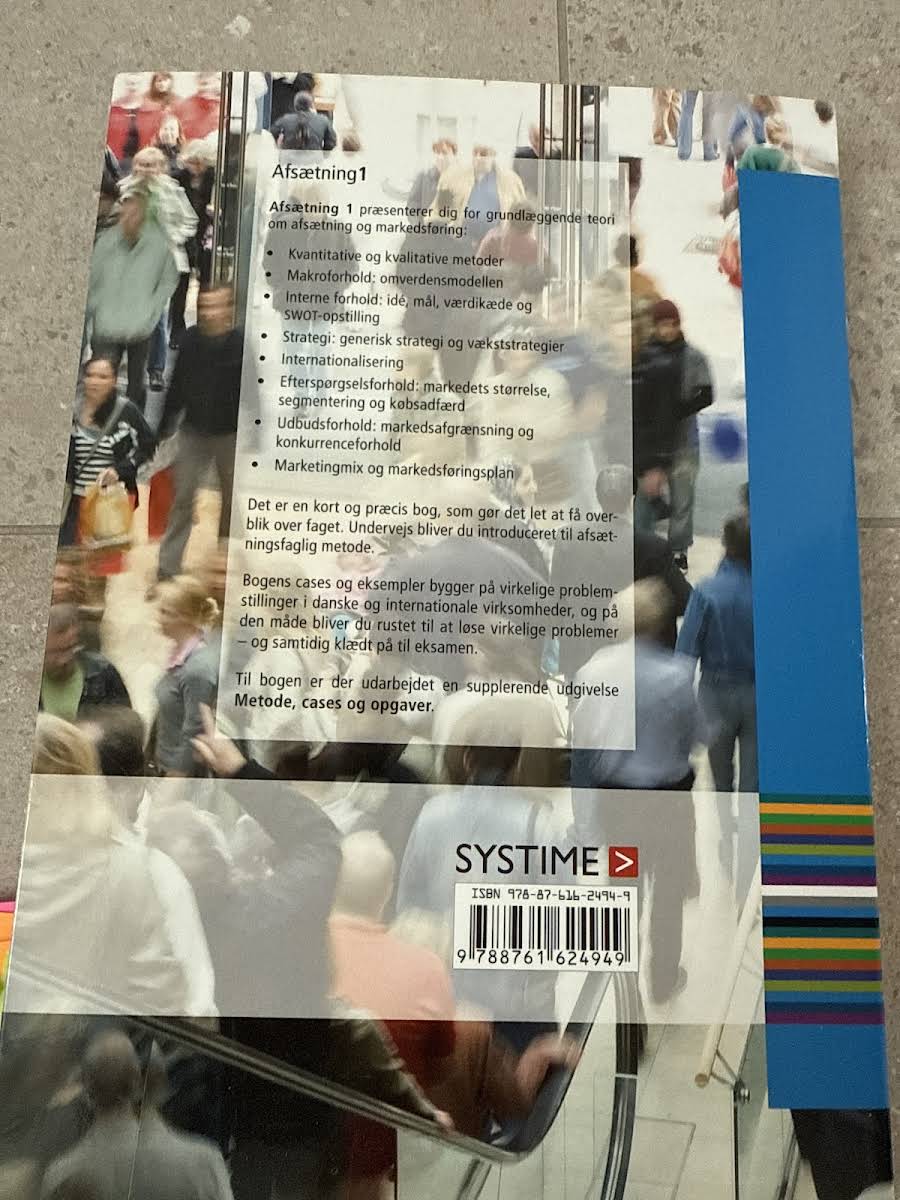 Afsætning1
Afsætning 1 præsenterer dig for grundlæggende teori
om afsætning og markedsføring:
• Kvantitative og kvalitative metoder
• Makroforhold: omverdensmodellen
• Interne forhold: idé, mål, værdikæde og
SWOT-opstilling
• Strategi: generisk strategi og vækststrategier
• Internationalisering
• Efterspørgselsforhold: markedets størrelse,
segmentering og købsadfærd
• Udbudsforhold: markedsafgrænsning og
konkurrenceforhold
• Marketingmix og markedsføringsplan
Det er en kort og præcis bog, som gør det let at få over-
blik over faget. Undervejs bliver du introduceret til afsæt-
ningsfaglig metode.
Bogens cases og eksempler bygger på virkelige problem-
stillinger i danske og internationale virksomheder, og på
den måde bliver du rustet til at løse virkelige problemer
– og samtidig klædt på til eksamen.
Til bogen er der udarbejdet en supplerende udgivelse
Metode, cases og opgaver.
SYSTIME >
ISBN 978-87-616-2494-9
9 788761 624949